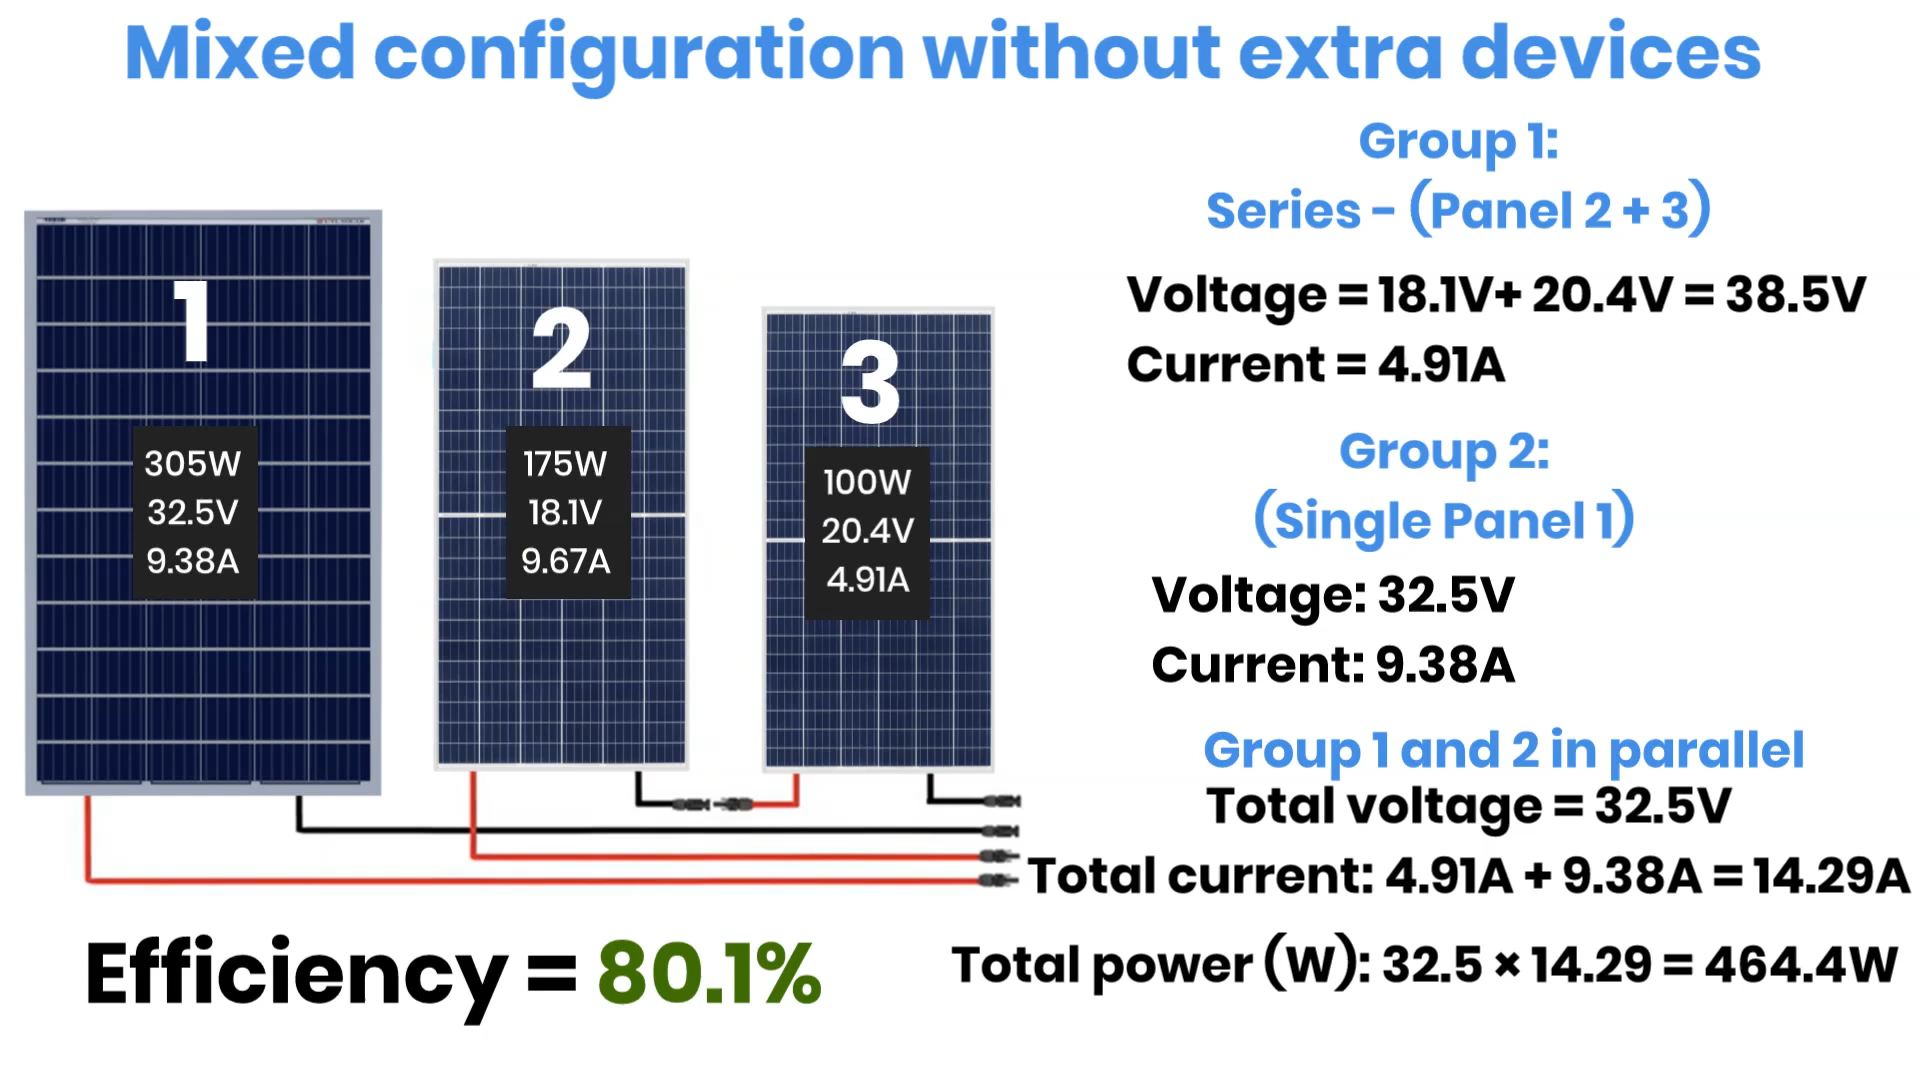 Mixed configuration without extra devices
1
305W
32.5V
9.38A
2
175W
18.1V
9.67A
3
100W
20.4V
4.91A
Group 1:
Series - (Panel 2 + 3)
Voltage = 18.1V+ 20.4V = 38.5V
Current = 4.91A
Group 2:
(Single Panel 1)
Voltage: 32.5V
Current: 9.38A
Group 1 and 2 in parallel
Total voltage = 32.5V
Total current: 4.91A + 9.38A = 14.29A
Total power (W): 32.5 × 14.29 = 464.4W
Efficiency = 80.1%